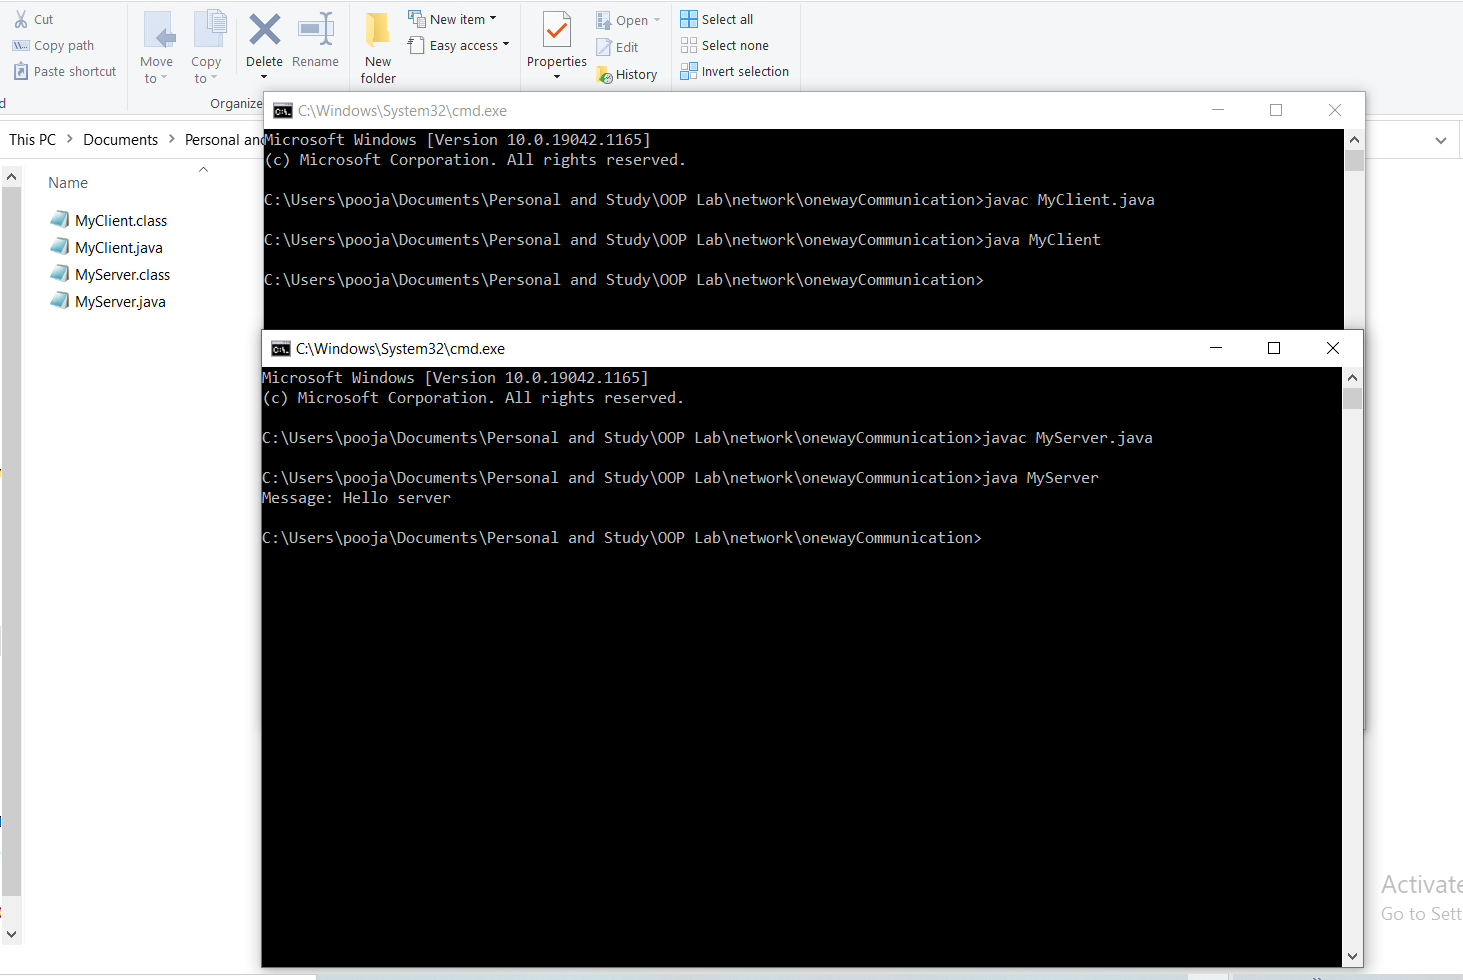 Cut
Copy path
Paste shortcut
Move to
Copy to
Delete
Rename
Organize
New folder
New item
Easy access
Properties
Open
Edit
History
Select all
Select none
Invert selection
This PC > Documents > Personal and
Name
MyClient.class
MyClient.java
MyServer.class
MyServer.java
C:\Windows\System32\cmd.exe
Microsoft Windows [Version 10.0.19042.1165]
(c) Microsoft Corporation. All rights reserved.
C:\Users\pooja\Documents\Personal and Study\OOP Lab\network\onewayCommunication>javac MyClient.java
C:\Users\pooja\Documents\Personal and Study\OOP Lab\network\onewayCommunication>java MyClient
C:\Users\pooja\Documents\Personal and Study\OOP Lab\network\onewayCommunication>
C:\Windows\System32\cmd.exe
Microsoft Windows [Version 10.0.19042.1165]
(c) Microsoft Corporation. All rights reserved.
C:\Users\pooja\Documents\Personal and Study\OOP Lab\network\onewayCommunication>javac MyServer.java
C:\Users\pooja\Documents\Personal and Study\OOP Lab\network\onewayCommunication>java MyServer
Message: Hello server
C:\Users\pooja\Documents\Personal and Study\OOP Lab\network\onewayCommunication>
Activate
Go to Sett